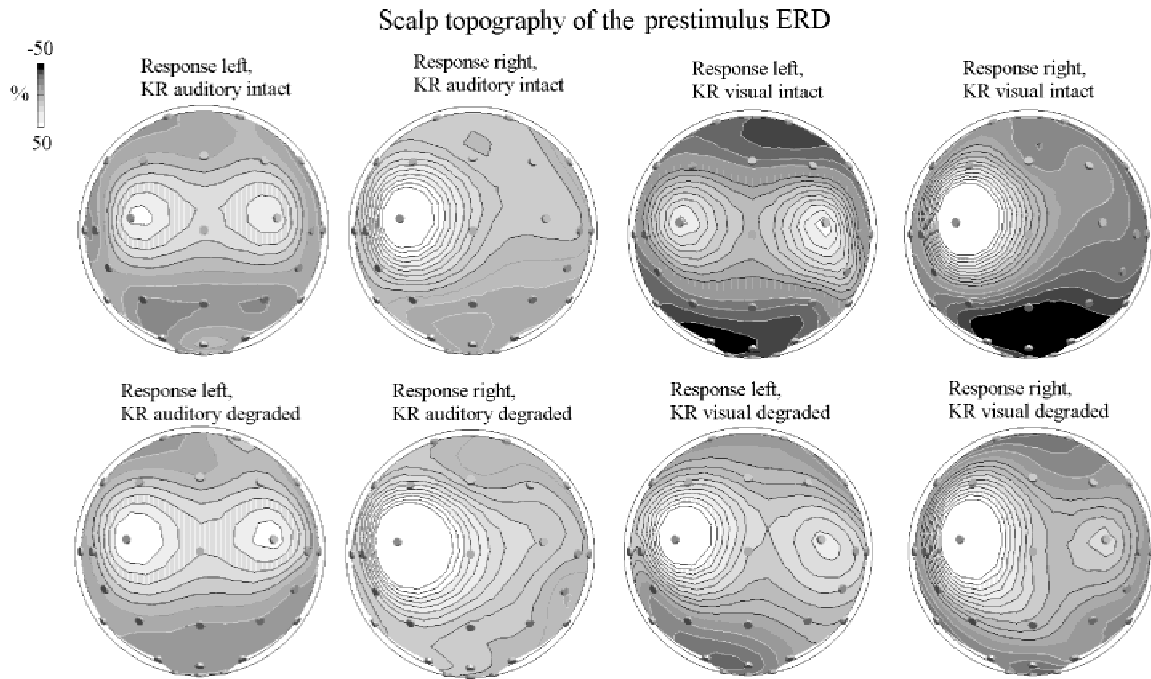 Scalp topography of the prestimulus ERD
-50
%
50
Response left,
KR auditory intact
Response right,
KR auditory intact
Response left,
KR visual intact
Response right,
KR visual intact
Response left,
KR auditory degraded
Response right,
KR auditory degraded
Response left,
KR visual degraded
Response right,
KR visual degraded